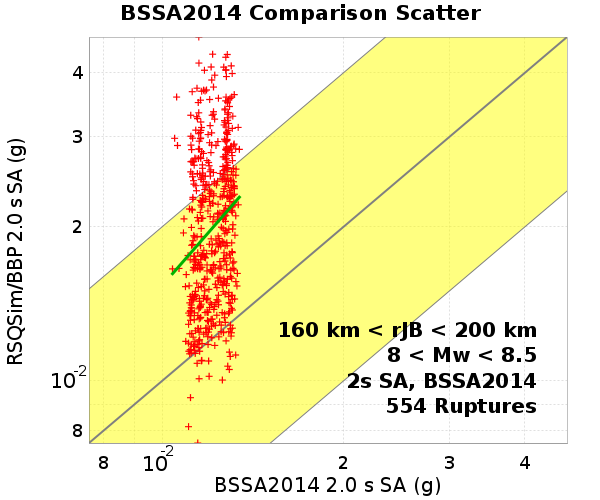 BSSA2014 Comparison Scatter
RSQSim/BBP 2.0 s SA (g)
4
3
2
10-2
8
160 km < rJB < 200 km
8 < Mw < 8.5
2s SA, BSSA2014
554 Ruptures
8 10-2 2 3 4
BSSA2014 2.0 s SA (g)